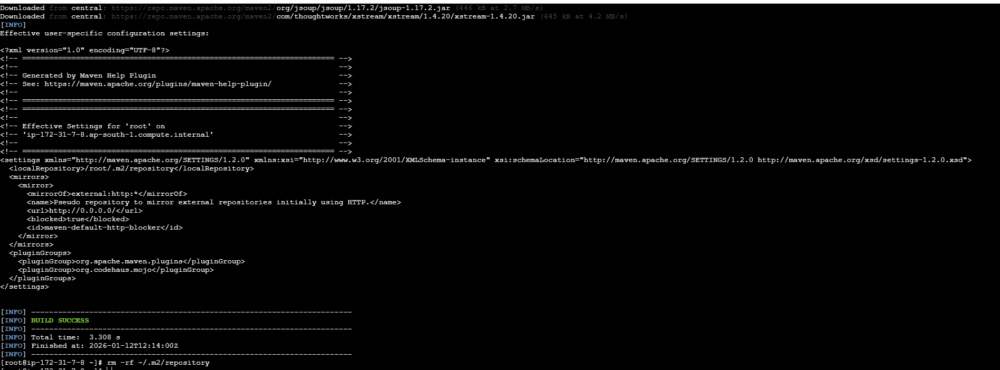 Downloaded from central: https://repo.maven.apache.org/maven2/org/jsoup/jsoup/1.17.2/jsoup-1.17.2.jar (446 kB at 2.7 MB/s)
Downloaded from central: https://repo.maven.apache.org/maven2/com/thoughtworks/xstream/xstream/1.4.20/xstream-1.4.20.jar (645 kB at 4.2 MB/s)
[INFO]
Effective user-specific configuration settings:
<?xml version="1.0" encoding="UTF-8"?>
<!-- ====================================================================== -->
<!--                                                                        -->
<!-- Generated by Maven Help Plugin                                         -->
<!-- See: https://maven.apache.org/plugins/maven-help-plugin/               -->
<!--                                                                        -->
<!-- ====================================================================== -->
<!-- ====================================================================== -->
<!--                                                                        -->
<!-- Effective Settings for 'root' on                                       -->
<!-- 'ip-172-31-7-8.ap-south-1.compute.internal'                            -->
<!--                                                                        -->
<!-- ====================================================================== -->
<settings xmlns="http://maven.apache.org/SETTINGS/1.2.0" xmlns:xsi="http://www.w3.org/2001/XMLSchema-instance" xsi:schemaLocation="http://maven.apache.org/SETTINGS/1.2.0 http://maven.apache.org/xsd/settings-1.2.0.xsd">
  <localRepository>/root/.m2/repository</localRepository>
  <mirrors>
    <mirror>
      <mirrorOf>external:http:*</mirrorOf>
      <name>Pseudo repository to mirror external repositories initially using HTTP.</name>
      <url>http://0.0.0.0/</url>
      <blocked>true</blocked>
      <id>maven-default-http-blocker</id>
    </mirror>
  </mirrors>
  <pluginGroups>
    <pluginGroup>org.apache.maven.plugins</pluginGroup>
    <pluginGroup>org.codehaus.mojo</pluginGroup>
  </pluginGroups>
</settings>
[INFO] ------------------------------------------------------------------------
[INFO] BUILD SUCCESS
[INFO] ------------------------------------------------------------------------
[INFO] Total time:  3.308 s
[INFO] Finished at: 2026-01-12T12:14:00Z
[INFO] ------------------------------------------------------------------------
[root@ip-172-31-7-8 ~]# rm -rf ~/.m2/repository